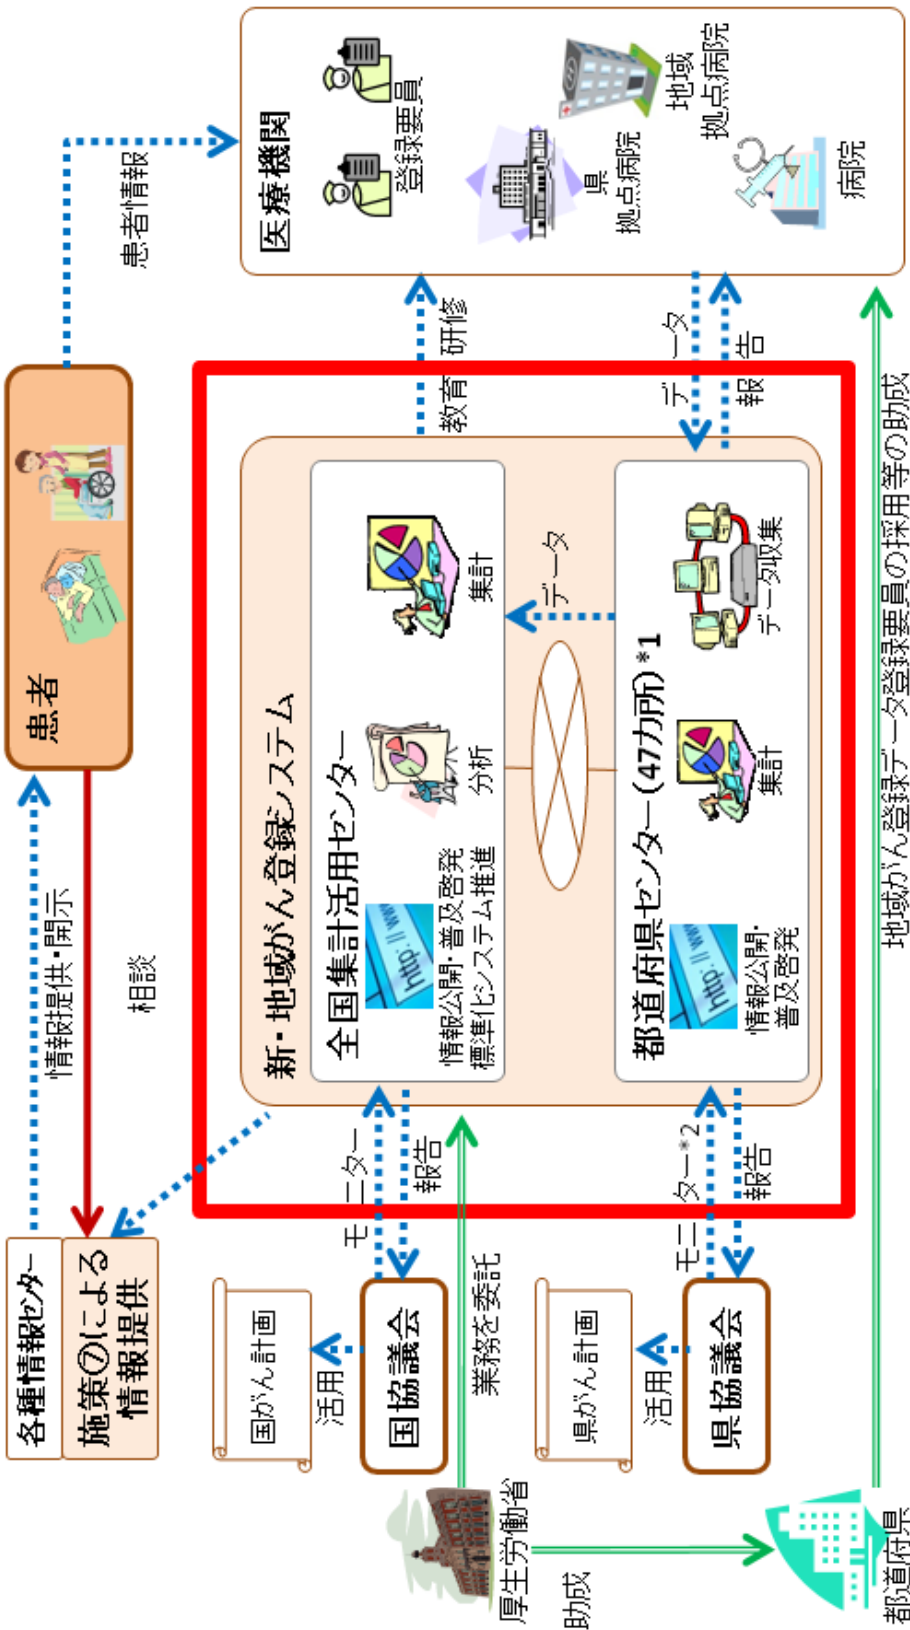 各種情報センター
施策⑦による
情報提供
情報提供・開示
相談
患者
患者情報
医療機関
登録要員
県
拠点病院
地域
拠点病院
病院
新・地域がん登録システム
全国集計活用センター
情報公開・普及啓発
標準化システム推進
分析
集計
教育 研修
データ
都道府県センター(47カ所)*1
情報公開・
普及啓発
集計
データ収集
データ
報告
国がん計画
活用
国協議会
モニター
報告
業務を委託
県がん計画
活用
県協議会
モニター*2
報告
厚生労働省
助成
都道府県
地域がん登録データ登録要員の採用等の助成
http://www
http://www